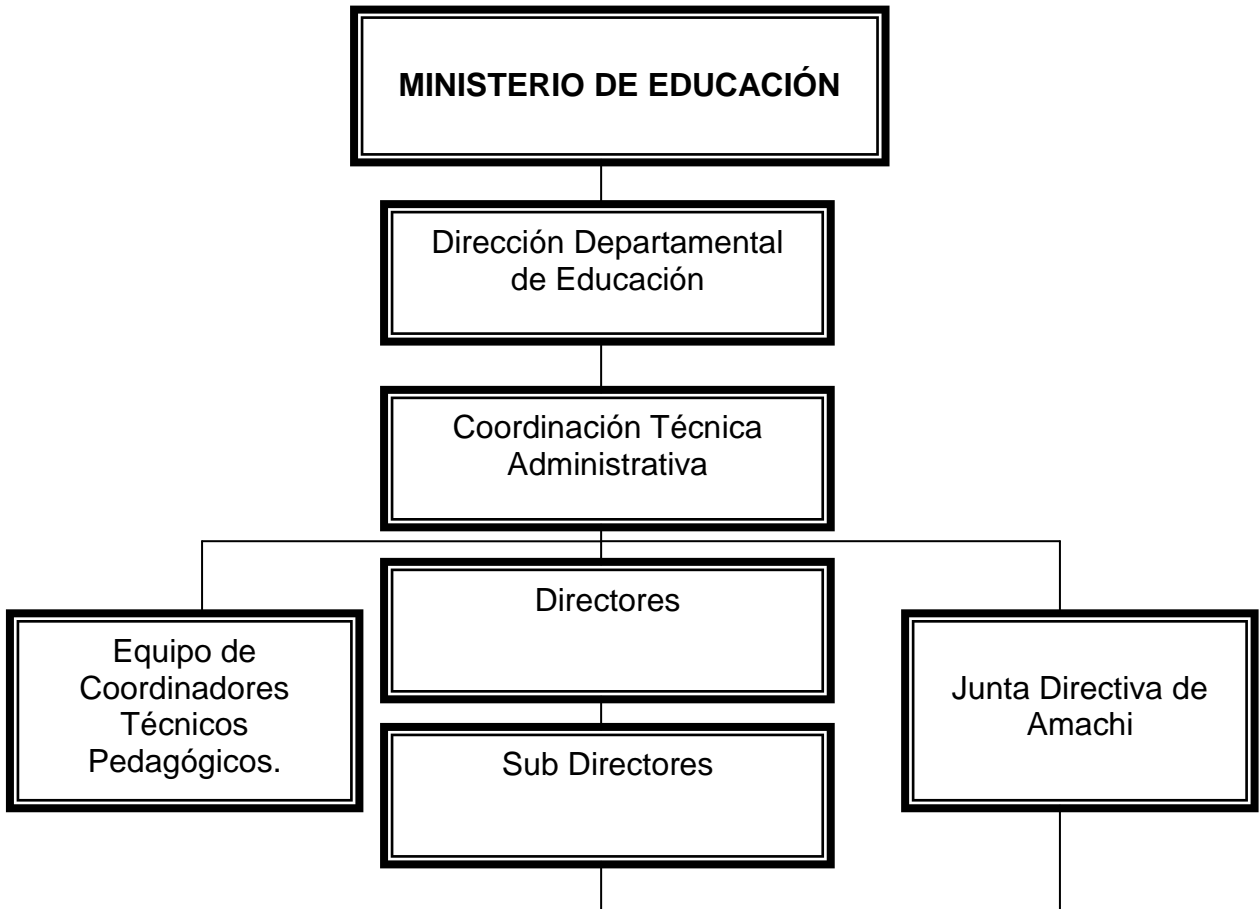 MINISTERIO DE EDUCACIÓN
Dirección Departamental
de Educación
Coordinación Técnica
Administrativa
Directores
Equipo de
Coordinadores
Técnicos
Pedagógicos.
Junta Directiva de
Amachi
Sub Directores